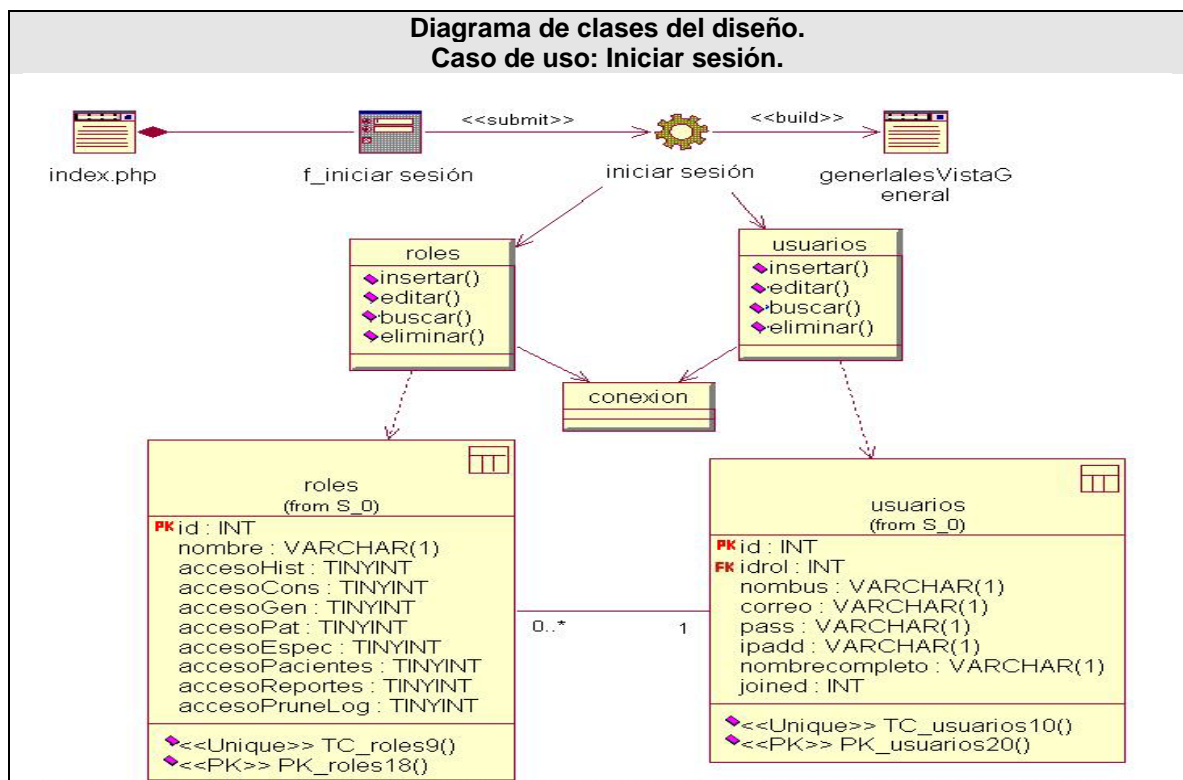 Diagrama de clases del diseño.
Caso de uso: Iniciar sesión.
<<submit>>
<<build>>
index.php
f_iniciar sesión
iniciar sesión
generlalesVistaG
eneral
roles
insertar()
editar()
buscar()
eliminar()
usuarios
insertar()
editar()
buscar()
eliminar()
conexion
roles
(from S_0)
PK id : INT
nombre : VARCHAR(1)
accesoHist : TINYINT
accesoCons : TINYINT
accesoGen : TINYINT
accesoPat : TINYINT
accesoEspec : TINYINT
accesoPacientes : TINYINT
accesoReportes : TINYINT
accesoPruneLog : TINYINT
<<Unique>> TC_roles9()
<<PK>> PK_roles18()
0..*
1
usuarios
(from S_0)
PK id : INT
FK idrol : INT
nombus : VARCHAR(1)
correo : VARCHAR(1)
pass : VARCHAR(1)
ipadd : VARCHAR(1)
nombrecompleto : VARCHAR(1)
joined : INT
<<Unique>> TC_usuarios10()
<<PK>> PK_usuarios20()